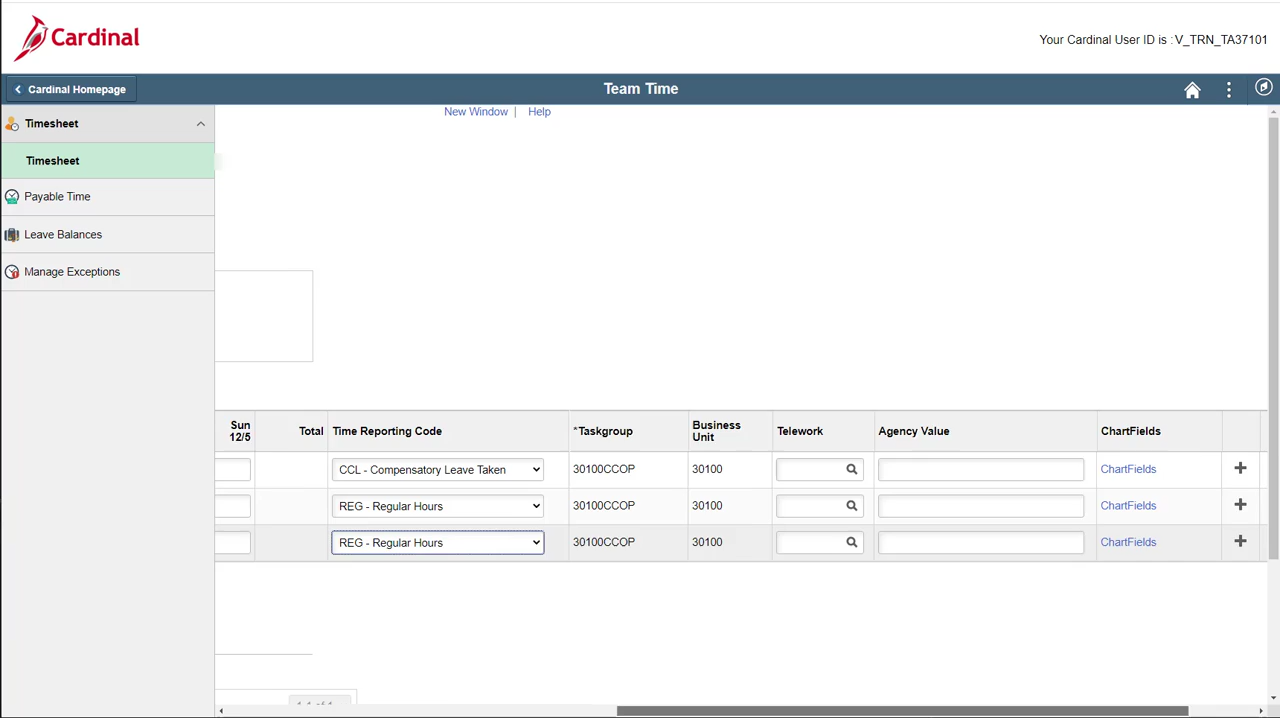 Cardinal
Your Cardinal User ID is : V_TRN_TA37101
Cardinal Homepage
Team Time
New Window | Help
Timesheet
Timesheet
Payable Time
Leave Balances
Manage Exceptions
Sun 12/5 Total Time Reporting Code *Taskgroup Business Unit Telework Agency Value ChartFields
CCL - Compensatory Leave Taken 30100CCOP 30100 ChartFields +
REG - Regular Hours 30100CCOP 30100 ChartFields +
REG - Regular Hours 30100CCOP 30100 ChartFields +